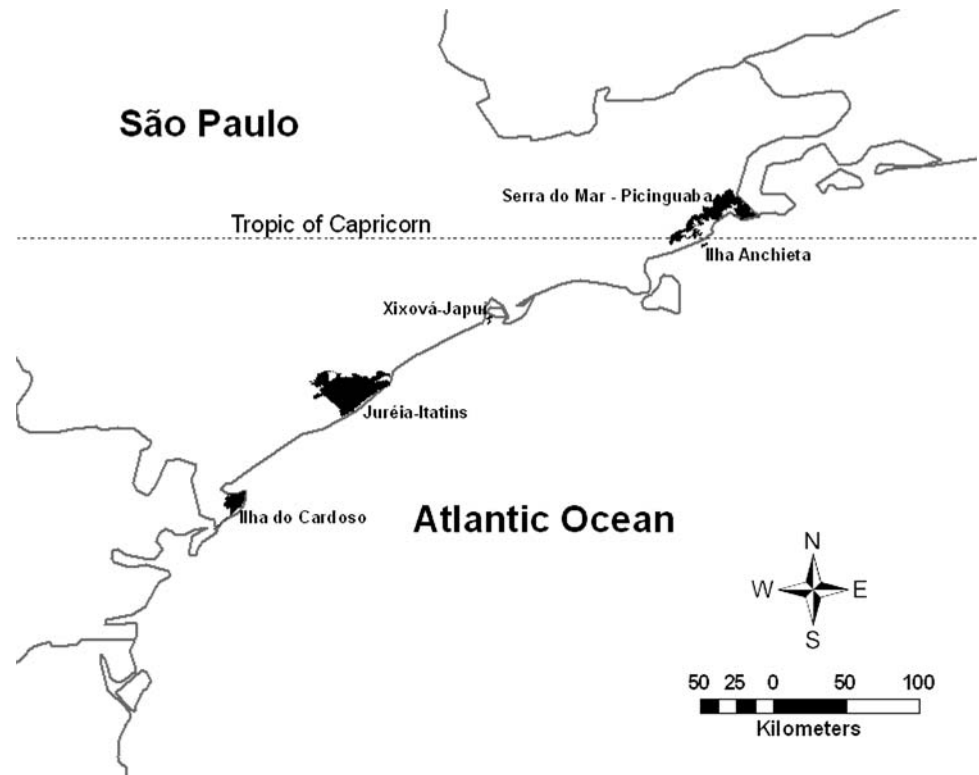 São Paulo
Serra do Mar - Picinguaba
Tropic of Capricorn
Ilha Anchieta
Xixová-Japuí
Juréia-Itatins
Ilha do Cardoso
Atlantic Ocean
N
W E
S
50 25 0 50 100
Kilometers